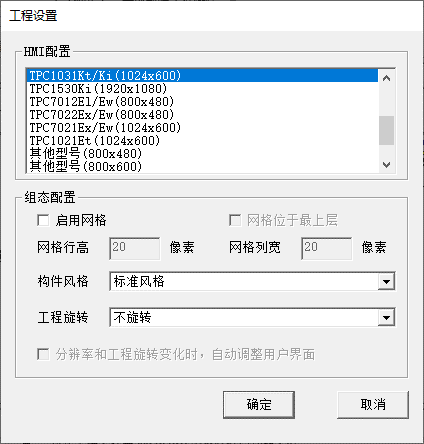 工程设置
HMI配置
TPC1031Kt/Ki(1024x600)
TPC1530Ki(1920x1080)
TPC7012El/Ew(800x480)
TPC7022Ex/Ew(800x480)
TPC7021Ex/Ew(1024x600)
TPC1021Et(1024x600)
其他型号(800x480)
其他型号(800x600)
组态配置
启用网格 网格位于最上层
网格行高 20 像素 网格列宽 20 像素
构件风格 标准风格
工程旋转 不旋转
分辨率和工程旋转变化时，自动调整用户界面
确定 取消